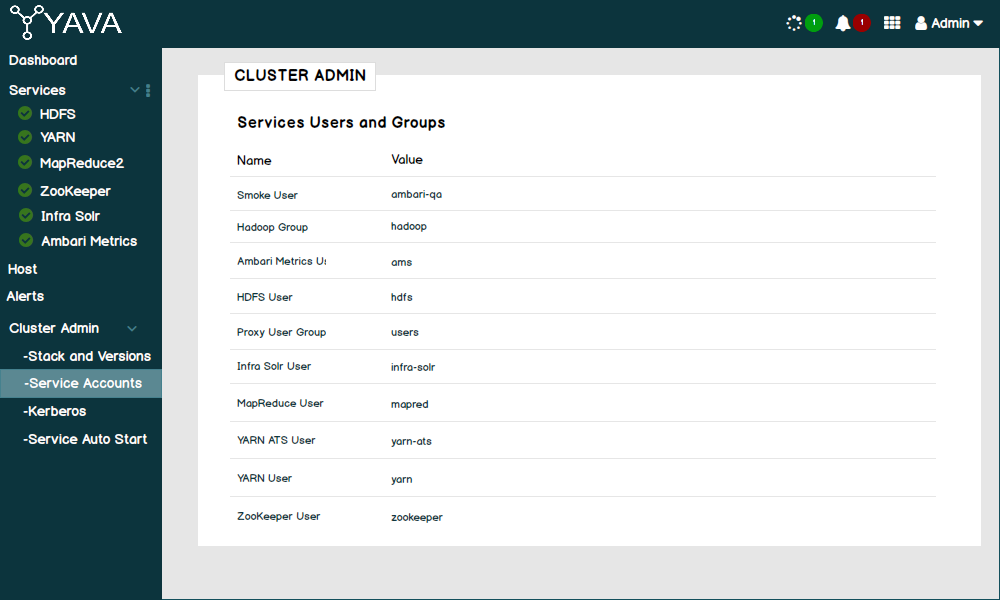 YAVA
1
1
Admin
Dashboard
Services
HDFS
YARN
MapReduce2
ZooKeeper
Infra Solr
Ambari Metrics
Host
Alerts
Cluster Admin
-Stack and Versions
-Service Accounts
-Kerberos
-Service Auto Start
CLUSTER ADMIN
Services Users and Groups
Name Value
Smoke User ambari-qa
Hadoop Group hadoop
Ambari Metrics Us ams
HDFS User hdfs
Proxy User Group users
Infra Solr User infra-solr
MapReduce User mapred
YARN ATS User yarn-ats
YARN User yarn
ZooKeeper User zookeeper